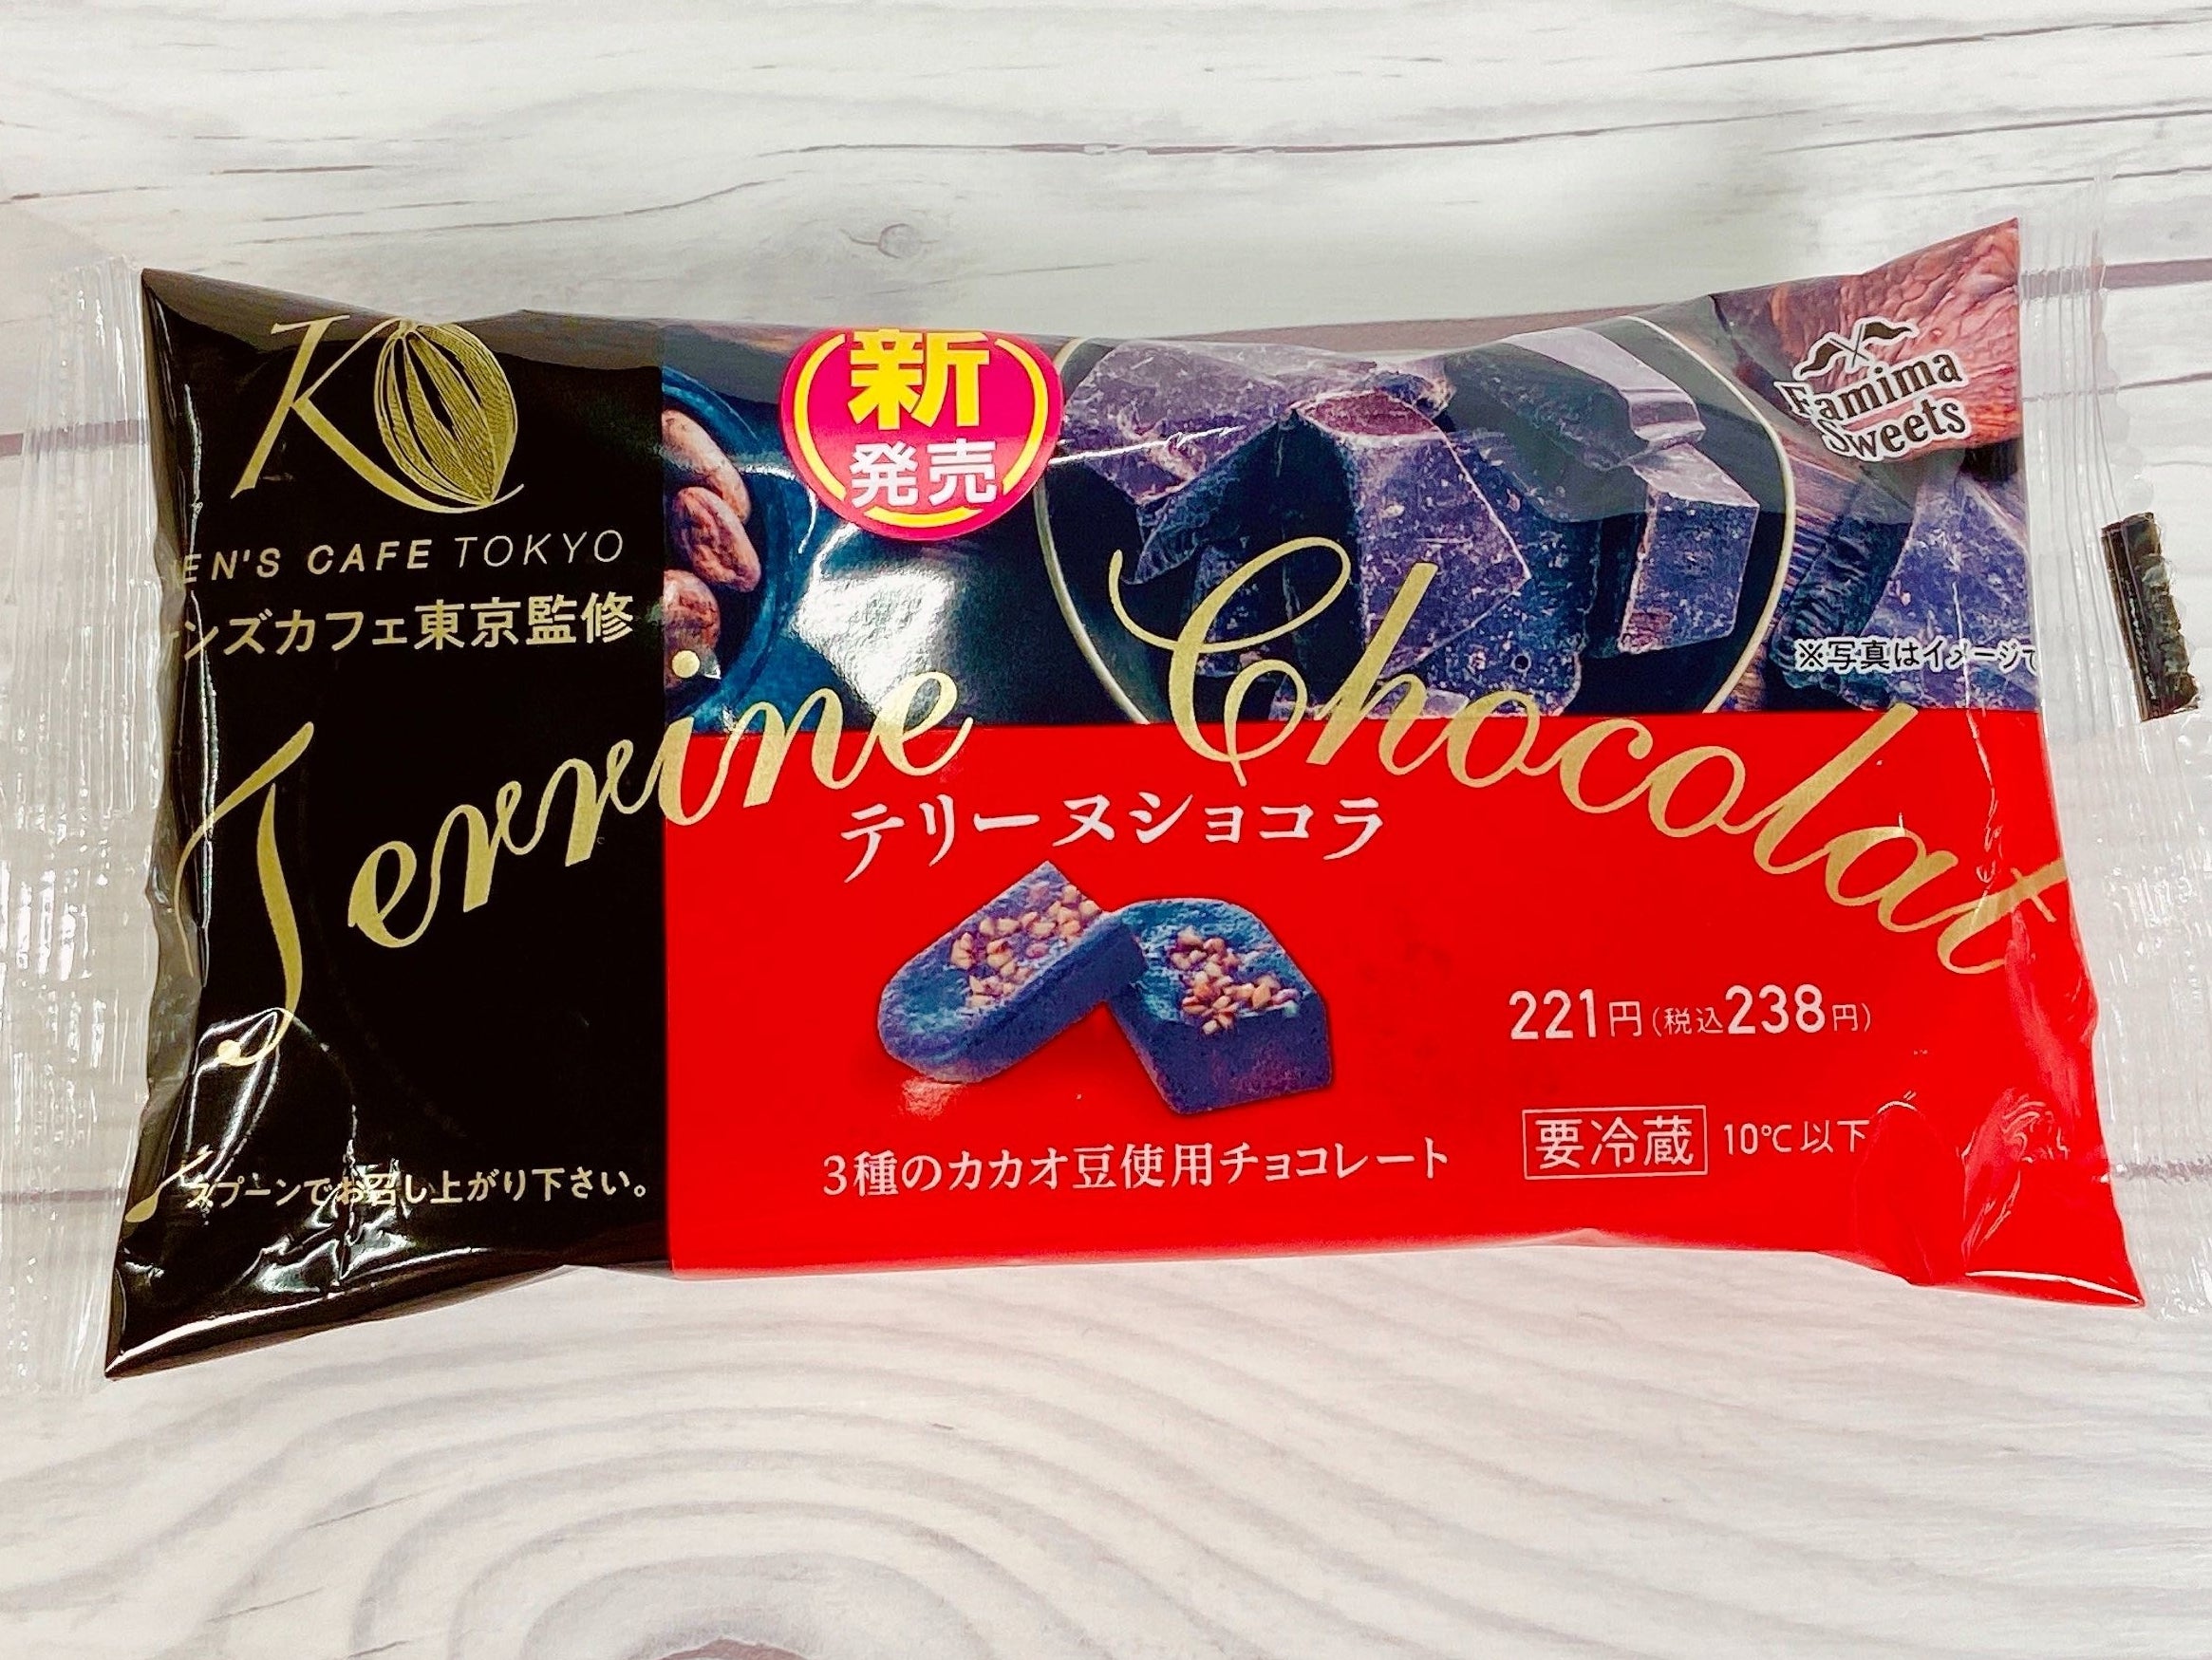 新
発売
Famima
Sweets
EN'S CAFE TOKYO
ンズカフェ東京監修
※写真はイメージで
Terrine Chocolat
テリーヌショコラ
221円(税込238円)
要冷蔵 10℃以下
3種のカカオ豆使用チョコレート
スプーンでお召し上がり下さい。